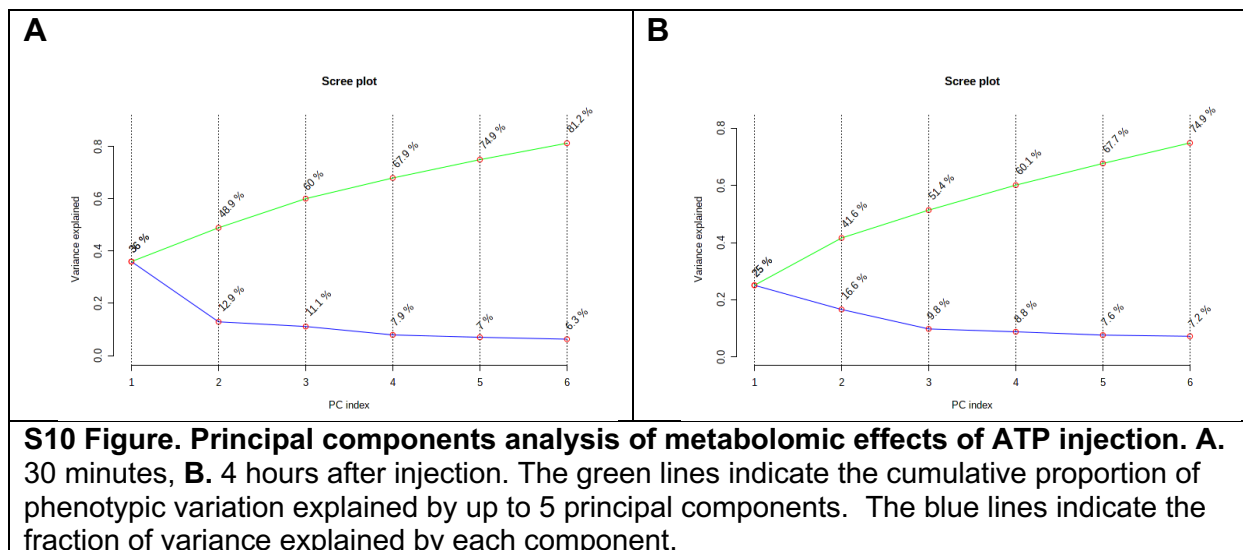 A
Scree plot
Variance explained
0.8
0.6
0.4
0.2
0.0
36 %
48.9 %
60 %
67.9 %
74.9 %
81.2 %
12.9 %
11.1 %
7.9 %
7 %
6.3 %
1 2 3 4 5 6
PC index
B
Scree plot
Variance explained
0.8
0.6
0.4
0.2
0.0
25 %
41.6 %
51.4 %
60.1 %
67.7 %
74.9 %
16.6 %
9.8 %
8.8 %
7.6 %
7.2 %
1 2 3 4 5 6
PC index
S10 Figure. Principal components analysis of metabolomic effects of ATP injection. A.
30 minutes, B. 4 hours after injection. The green lines indicate the cumulative proportion of
phenotypic variation explained by up to 5 principal components. The blue lines indicate the
fraction of variance explained by each component.